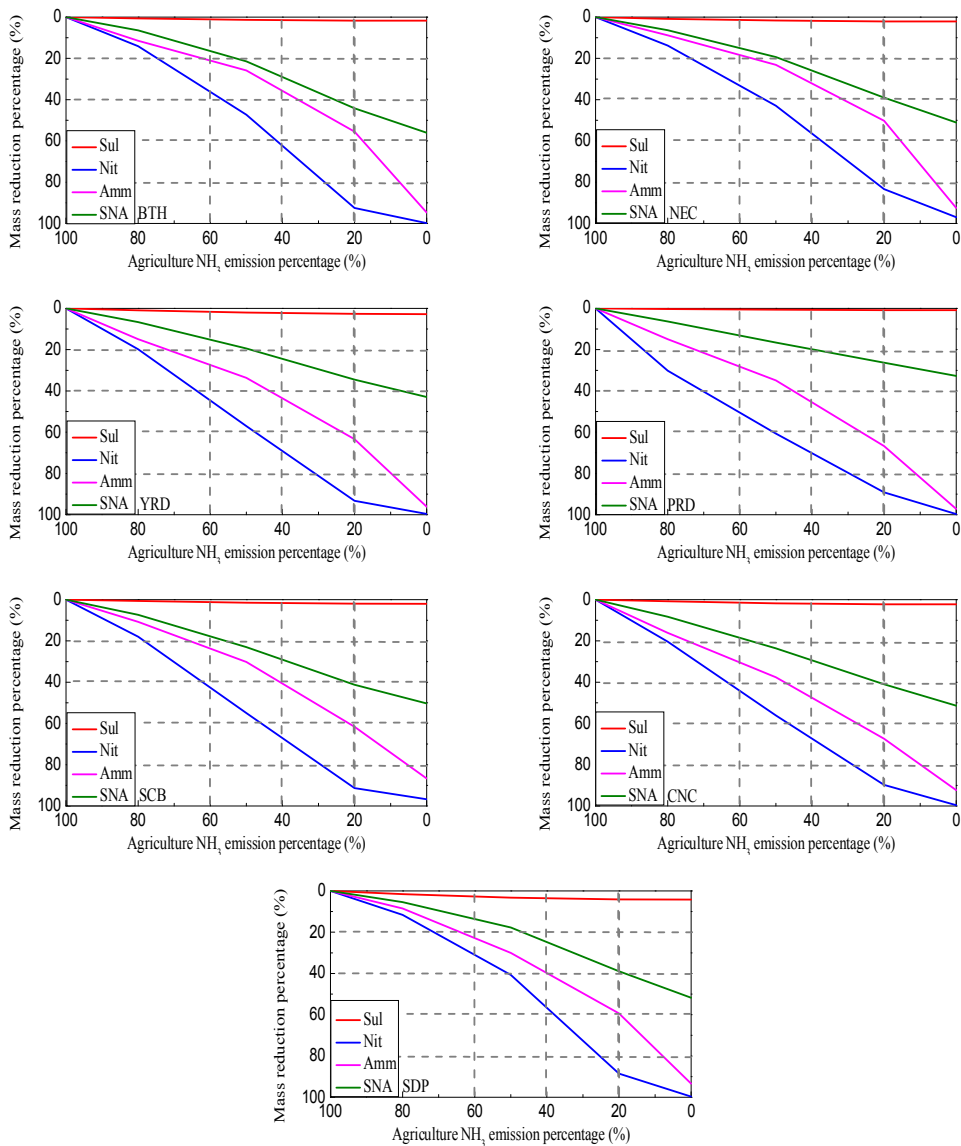 Mass reduction percentage (%)
0
20
40
60
80
100
Sul
Nit
Amm
SNA BTH
100 80 60 40 20 0
Agriculture NH3 emission percentage (%)
Mass reduction percentage (%)
0
20
40
60
80
100
Sul
Nit
Amm
SNA NEC
100 80 60 40 20 0
Agriculture NH3 emission percentage (%)
Mass reduction percentage (%)
0
20
40
60
80
100
Sul
Nit
Amm
SNA YRD
100 80 60 40 20 0
Agriculture NH3 emission percentage (%)
Mass reduction percentage (%)
0
20
40
60
80
100
Sul
Nit
Amm
SNA PRD
100 80 60 40 20 0
Agriculture NH3 emission percentage (%)
Mass reduction percentage (%)
0
20
40
60
80
100
Sul
Nit
Amm
SNA SCB
100 80 60 40 20 0
Agriculture NH3 emission percentage (%)
Mass reduction percentage (%)
0
20
40
60
80
100
Sul
Nit
Amm
SNA CNC
100 80 60 40 20 0
Agriculture NH3 emission percentage (%)
Mass reduction percentage (%)
0
20
40
60
80
100
Sul
Nit
Amm
SNA SDP
100 80 60 40 20 0
Agriculture NH3 emission percentage (%)